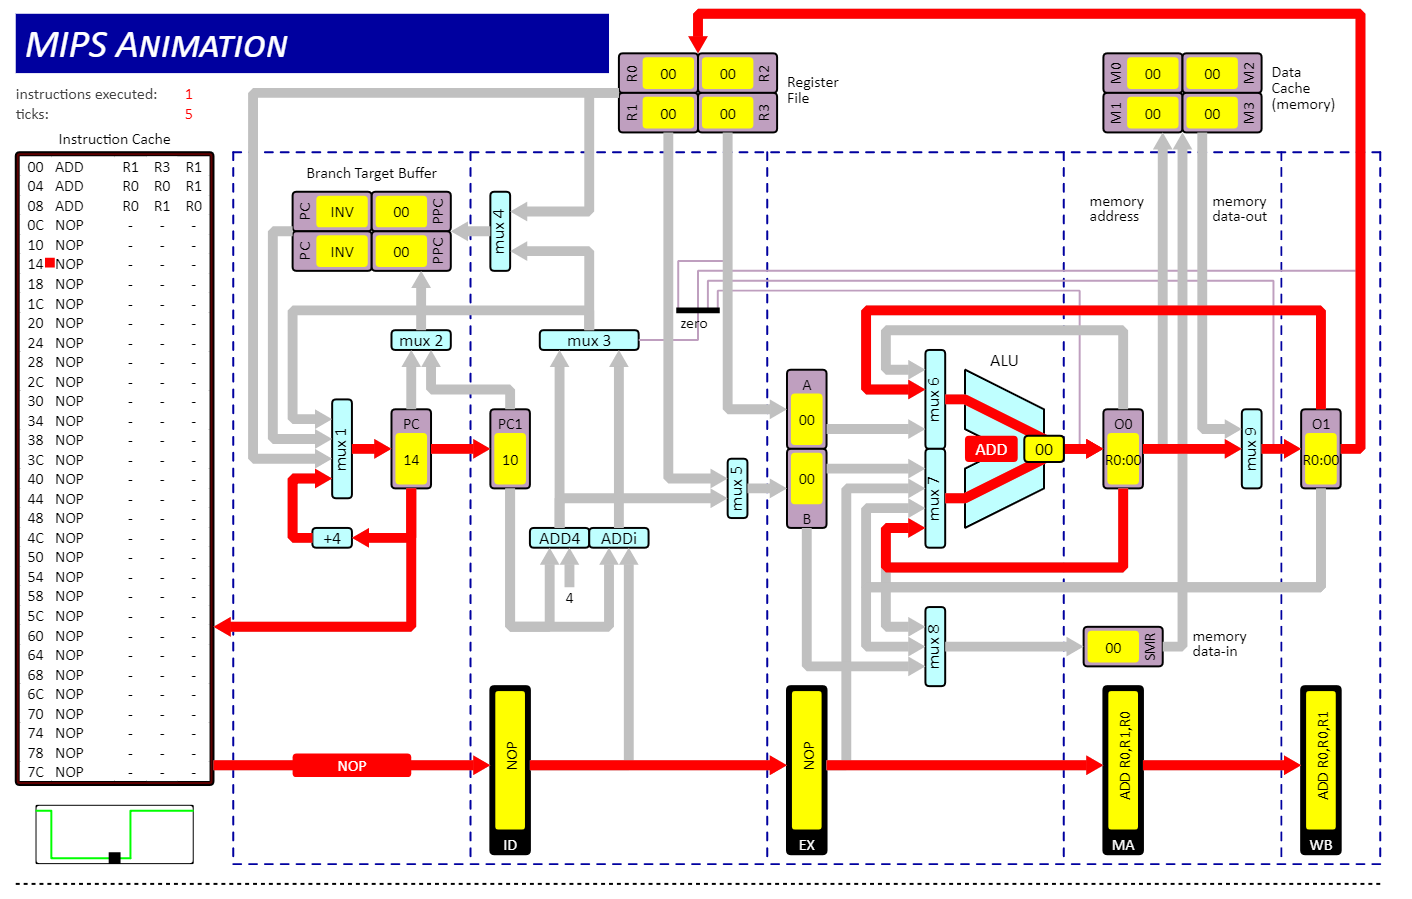 MIPS ANIMATION
instructions executed: 1
ticks: 5
Instruction Cache
00 ADD R1 R3 R1
04 ADD R0 R0 R1
08 ADD R0 R1 R0
0C NOP - - -
10 NOP - - -
14 NOP - - -
18 NOP - - -
1C NOP - - -
20 NOP - - -
24 NOP - - -
28 NOP - - -
2C NOP - - -
30 NOP - - -
34 NOP - - -
38 NOP - - -
3C NOP - - -
40 NOP - - -
44 NOP - - -
48 NOP - - -
4C NOP - - -
50 NOP - - -
54 NOP - - -
58 NOP - - -
5C NOP - - -
60 NOP - - -
64 NOP - - -
68 NOP - - -
6C NOP - - -
70 NOP - - -
74 NOP - - -
78 NOP - - -
7C NOP - - -
R0 00 00 R2
R1 00 00 R3
Register
File
M0 00 00 M2
M1 00 00 M3
Data
Cache
(memory)
Branch Target Buffer
PC INV 00 PPC
PC INV 00 PPC
mux 4
memory
address
memory
data-out
zero
mux 2
mux 3
ALU
mux 1
PC
14
PC1
10
mux 5
A
00
00
B
mux 6
mux 7
ADD
00
O0
R0:00
mux 9
O1
R0:00
+4
ADD4
ADDi
4
mux 8
00
SMR
memory
data-in
NOP
NOP
ID
NOP
EX
ADD R0,R1,R0
MA
ADD R0,R0,R1
WB